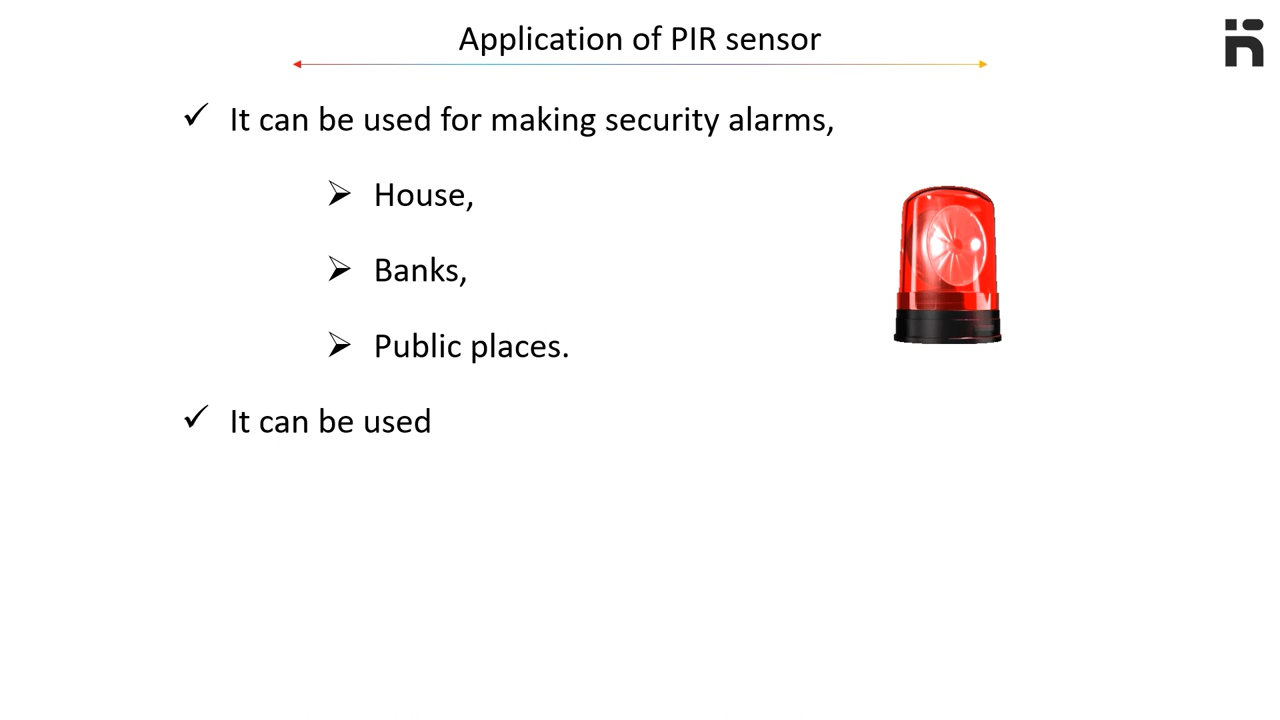 Application of PIR sensor
It can be used for making security alarms,
House,
Banks,
Public places.
It can be used